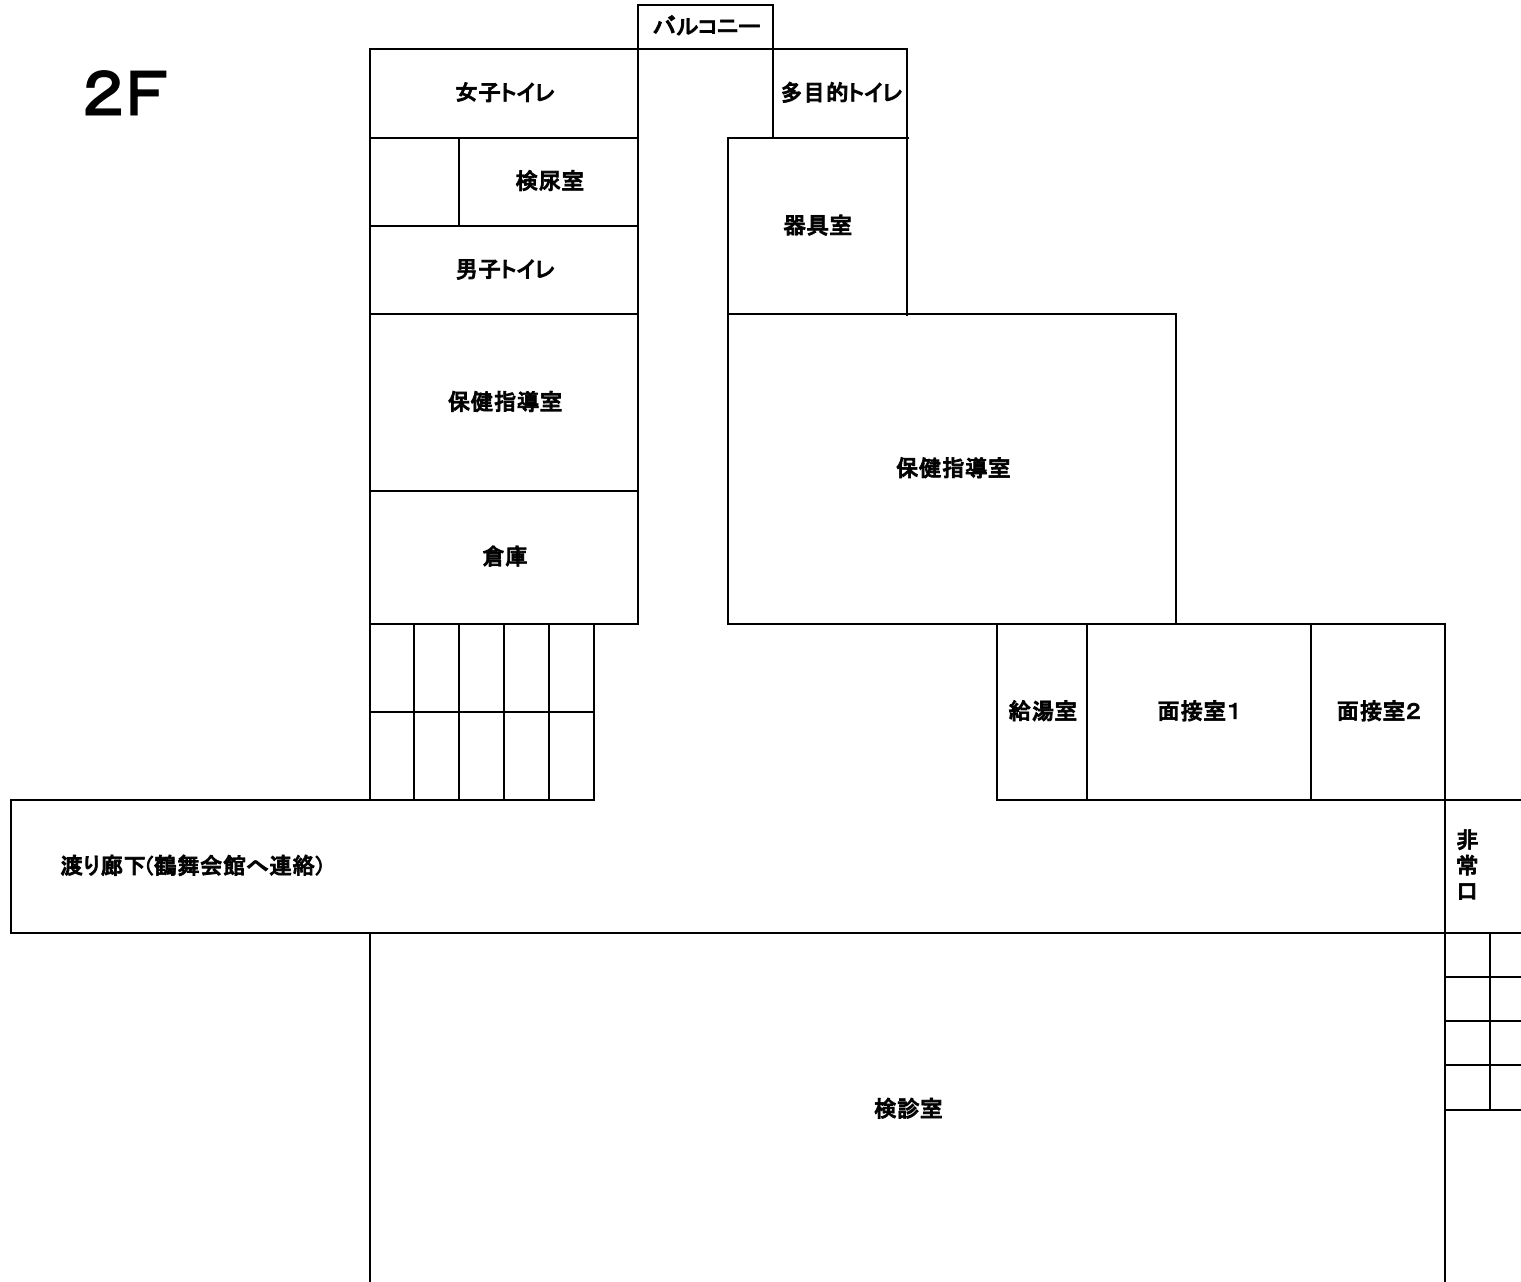 バルコニー
2F
女子トイレ
多目的トイレ
検尿室
器具室
男子トイレ
保健指導室
保健指導室
倉庫
給湯室
面接室1
面接室2
渡り廊下(鶴舞会館へ連絡)
非常口
検診室